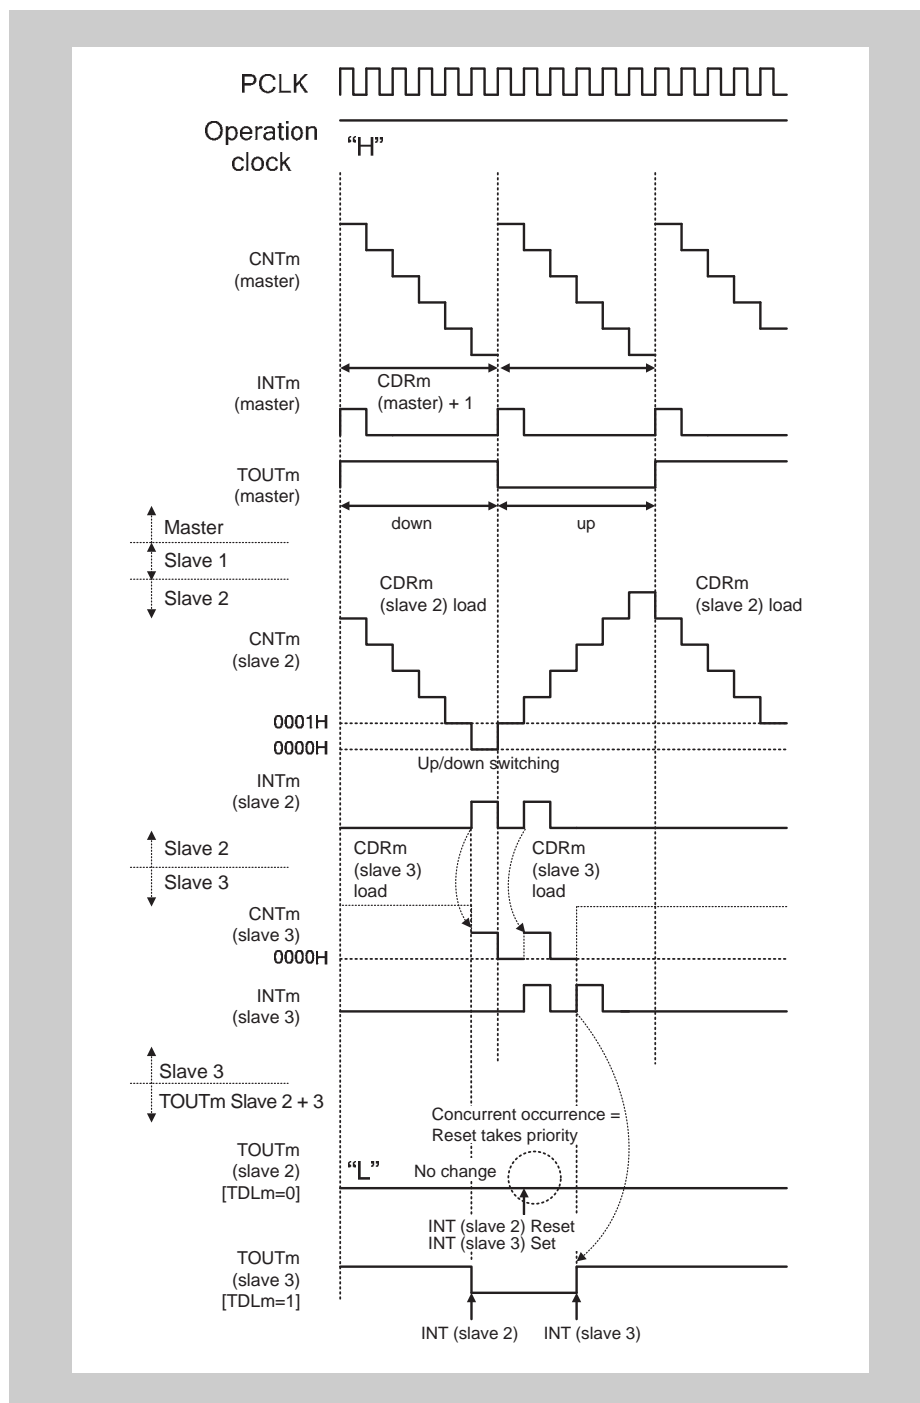 PCLK
Operation
clock
“H”
CNTm
(master)
INTm
(master)
CDRm
(master) + 1
TOUTm
(master)
down
up
Master
Slave 1
Slave 2
CDRm
(slave 2) load
CDRm
(slave 2) load
CNTm
(slave 2)
0001H
0000H
Up/down switching
INTm
(slave 2)
Slave 2
Slave 3
CDRm
(slave 3)
load
CDRm
(slave 3)
load
CNTm
(slave 3)
0000H
INTm
(slave 3)
Slave 3
TOUTm Slave 2 + 3
Concurrent occurrence =
Reset takes priority
TOUTm
(slave 2)
[TDLm=0]
“L”
No change
INT (slave 2) Reset
INT (slave 3) Set
TOUTm
(slave 3)
[TDLm=1]
INT (slave 2)
INT (slave 3)